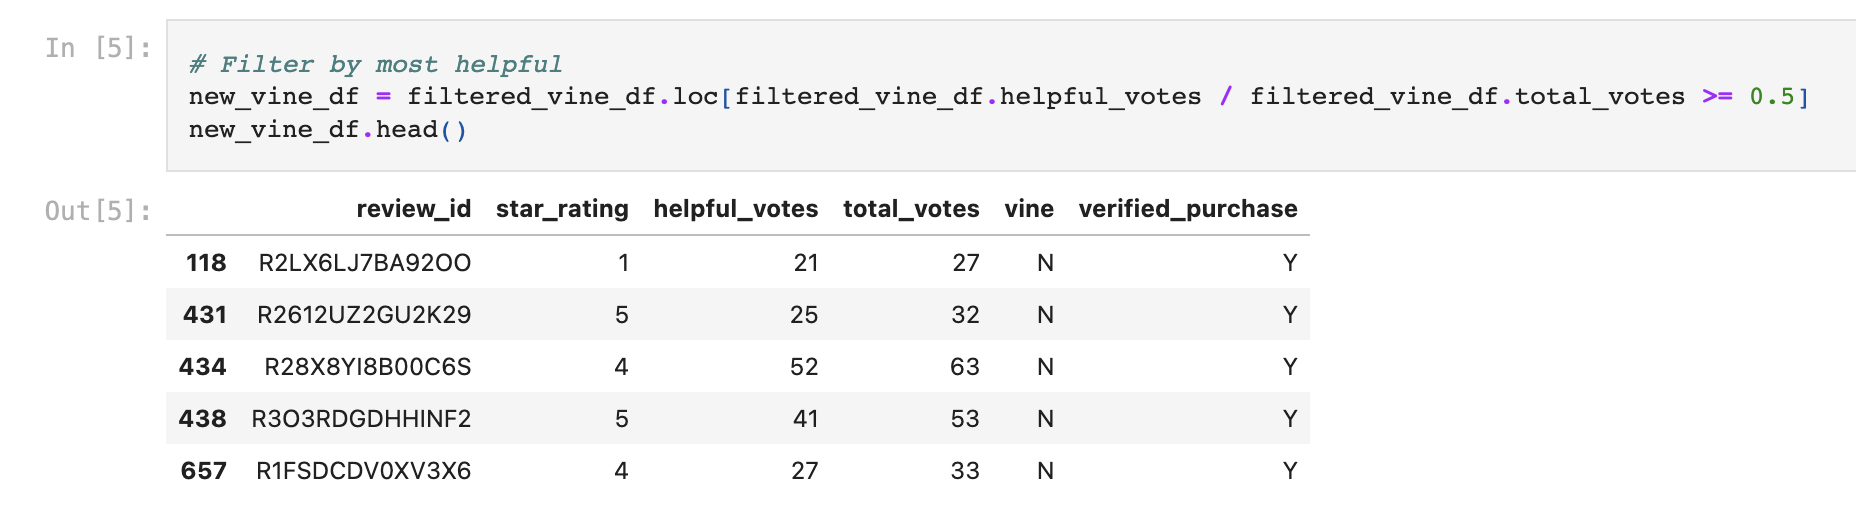 In [5]:
# Filter by most helpful
new_vine_df = filtered_vine_df.loc[filtered_vine_df.helpful_votes / filtered_vine_df.total_votes >= 0.5]
new_vine_df.head()
Out[5]:
review_id star_rating helpful_votes total_votes vine verified_purchase
118 R2LX6LJ7BA92OO 1 21 27 N Y
431 R2612UZ2GU2K29 5 25 32 N Y
434 R28X8YI8B00C6S 4 52 63 N Y
438 R3O3RDGDHHINF2 5 41 53 N Y
657 R1FSDCDV0XV3X6 4 27 33 N Y